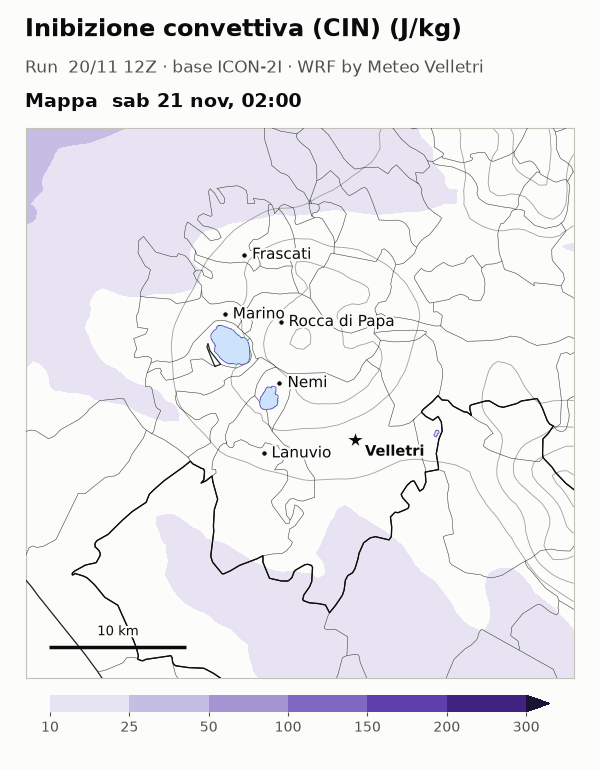 Inibizione convettiva (CIN) (J/kg)
Run  20/11 12Z · base ICON-2I · WRF by Meteo Velletri
Mappa  sab 21 nov, 02:00
Frascati
Marino
Rocca di Papa
Nemi
Lanuvio
Velletri
10 km
10 25 50 100 150 200 300